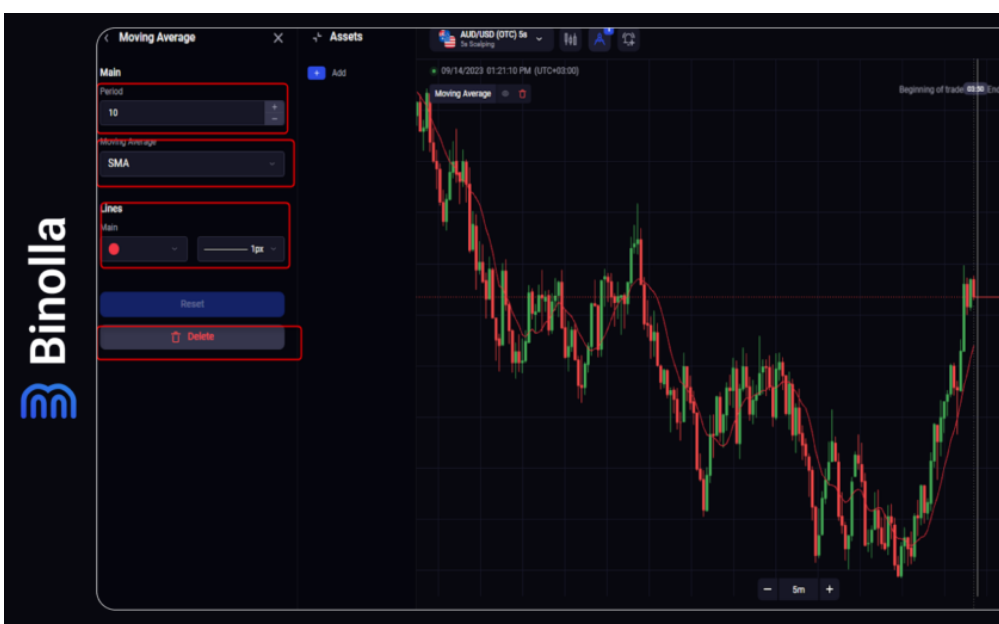 Binolla
Moving Average
Main
Period
10
+
−
Moving Average
SMA
Lines
Main
1px
Reset
Delete
Assets
+ Add
AUD/USD (OTC) 5s
5s Scalping
09/14/2023 01:21:10 PM (UTC+03:00)
Moving Average
Beginning of trade 03:50 En
− 5m +